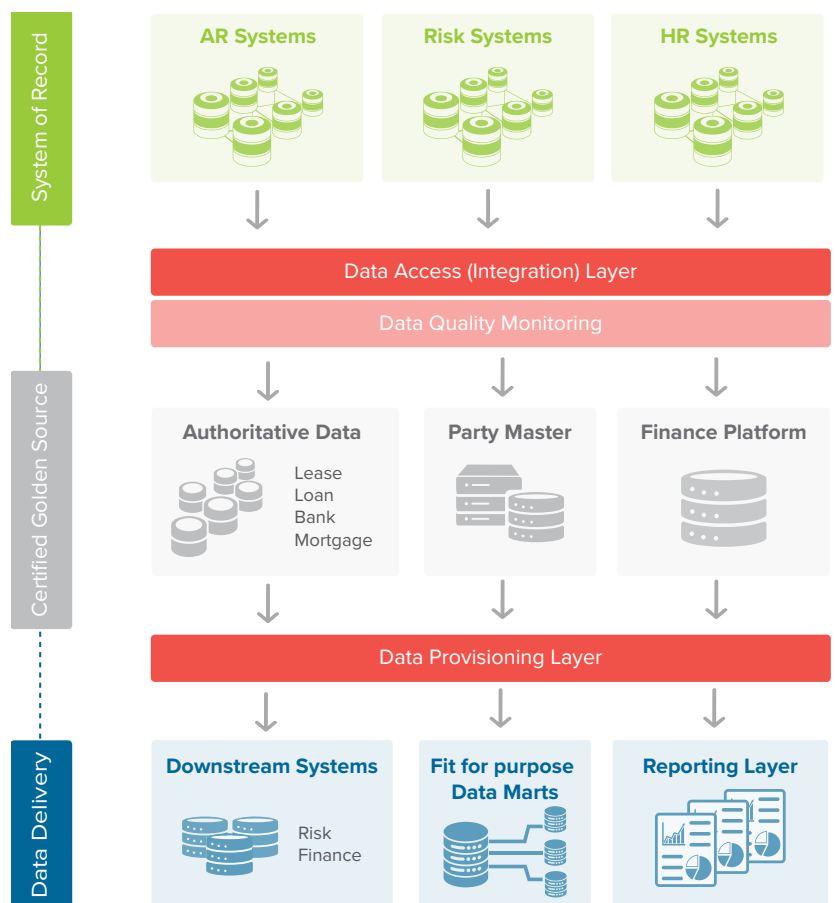 System of Record
AR Systems
Risk Systems
HR Systems
Data Access (Integration) Layer
Data Quality Monitoring
Certified Golden Source
Authoritative Data
Lease
Loan
Bank
Mortgage
Party Master
Finance Platform
Data Provisioning Layer
Data Delivery
Downstream Systems
Risk
Finance
Fit for purpose
Data Marts
Reporting Layer